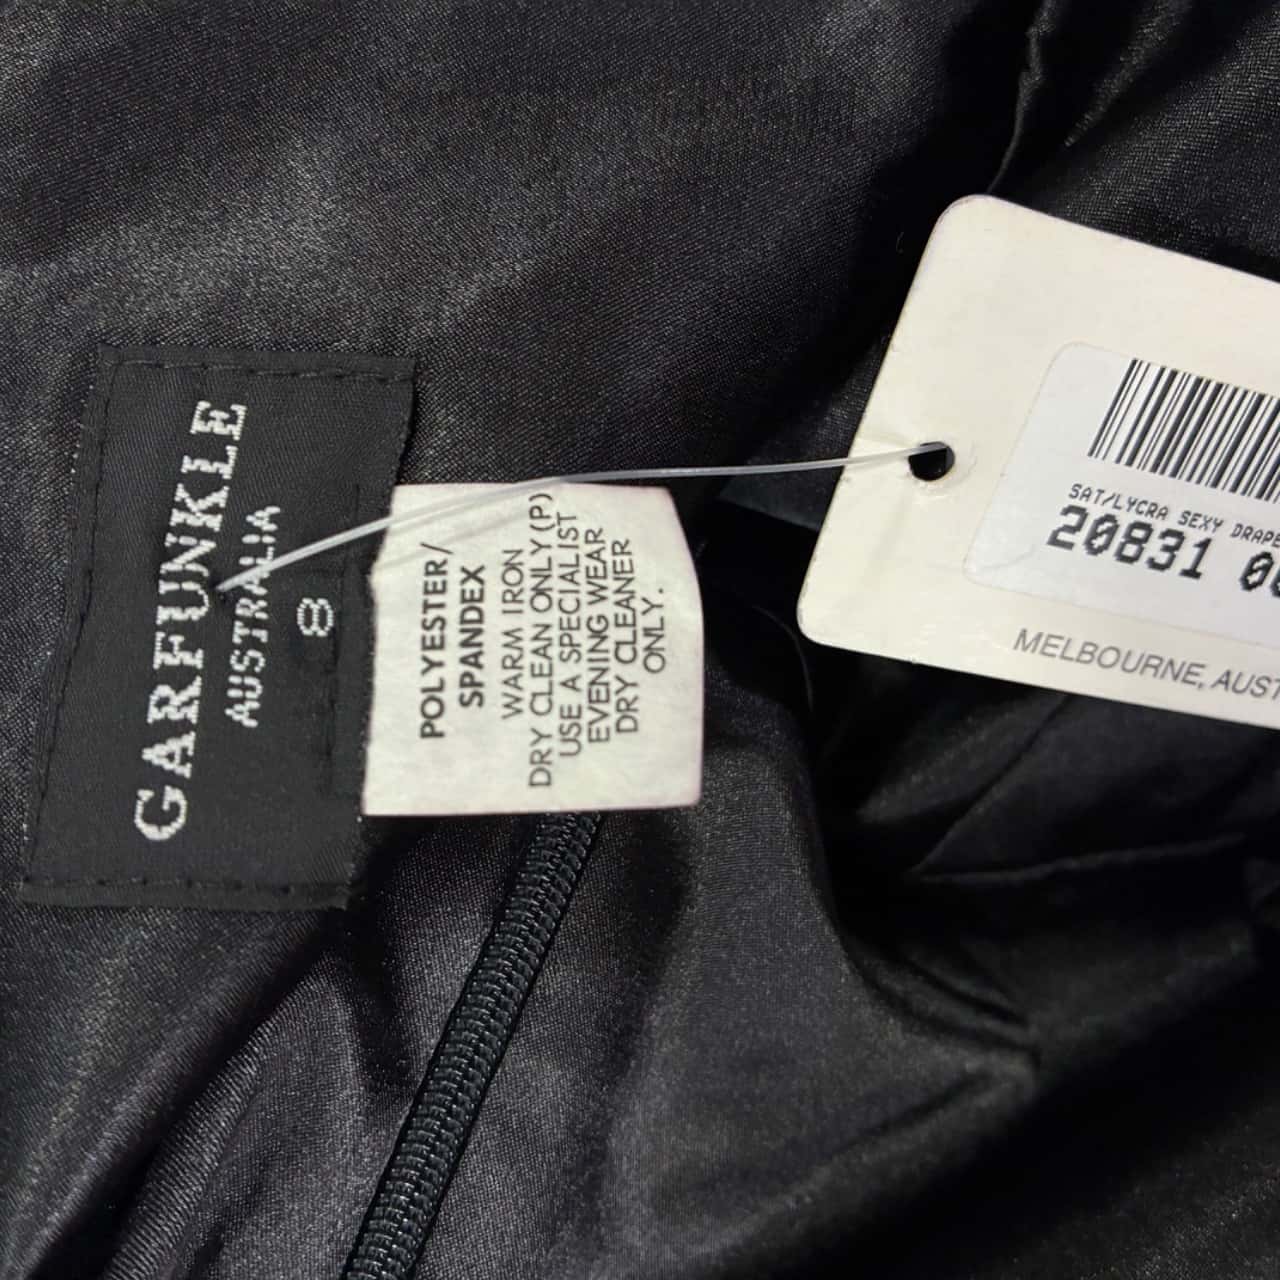 GARFUNKLE
AUSTRALIA
8
POLYESTER/
SPANDEX
WARM IRON
DRY CLEAN ONLY (P)
USE A SPECIALIST
EVENING WEAR
DRY CLEANER
ONLY.
SAT/LYCRA SEXY DRAPE
20831
MELBOURNE,